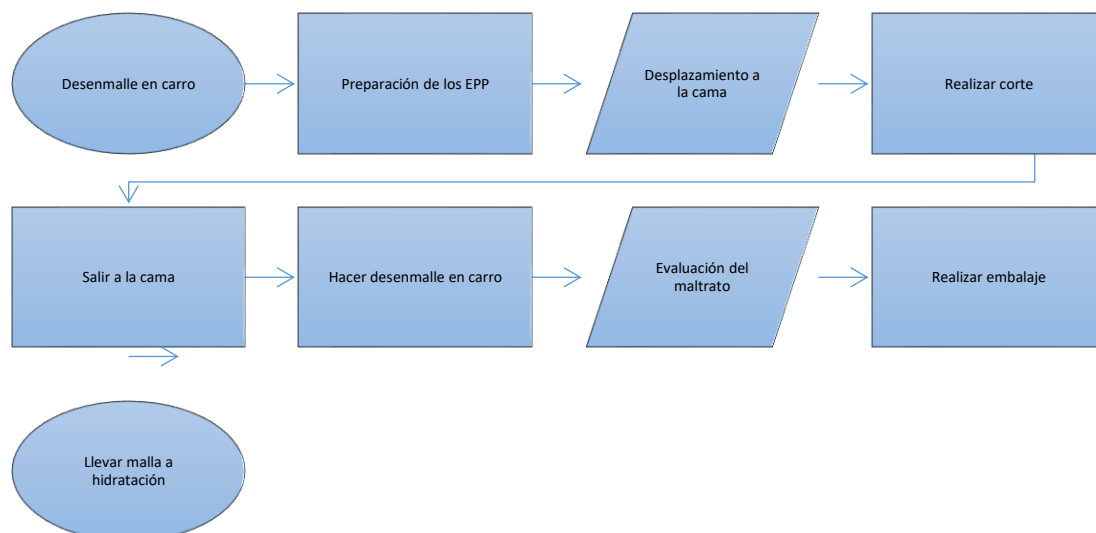 Desenmalle en carro
Preparación de los EPP
Desplazamiento a
la cama
Realizar corte
Salir a la cama
Hacer desenmalle en carro
Evaluación del
maltrato
Realizar embalaje
Llevar malla a
hidratación